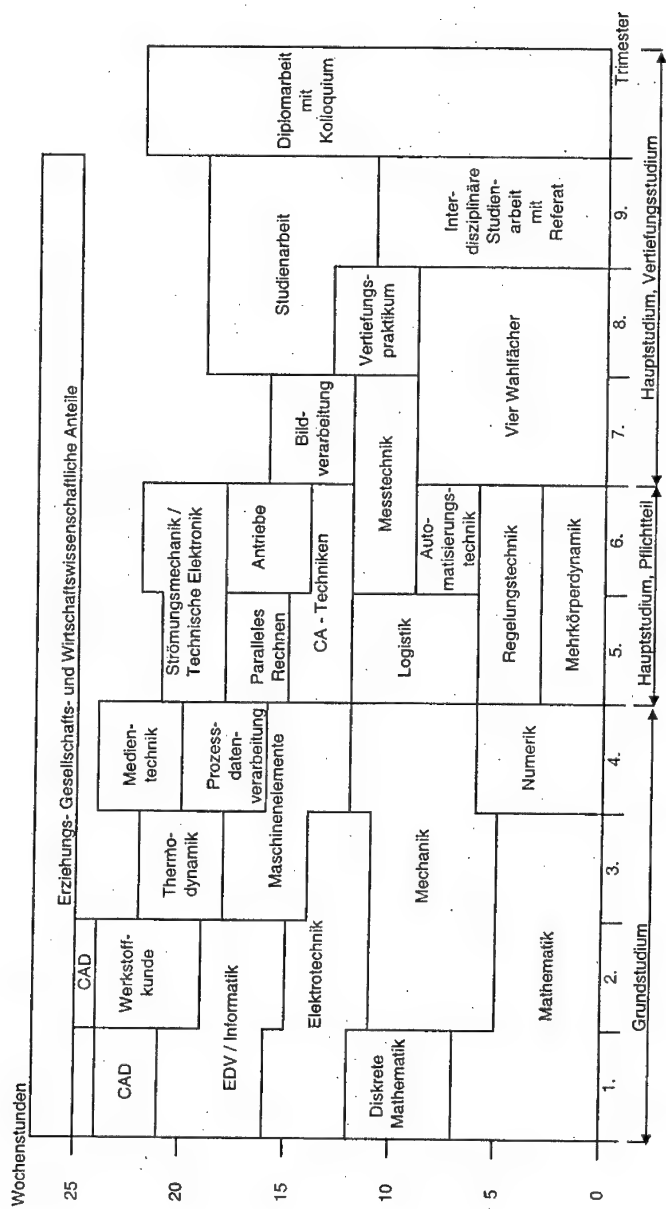 Wochenstunden
25
20
15
10
5
0
Erziehungs- Gesellschafts- und Wirtschaftswissenschaftliche Anteile
CAD
EDV / Informatik
Diskrete
Mathematik
CAD
Werkstoff-
kunde
Elektrotechnik
Mathematik
Thermo-
dynamik
Maschinenelemente
Mechanik
Medien-
technik
Prozess-
daten-
verarbeitung
Numerik
Strömungsmechanik /
Technische Elektronik
Paralleles
Rechnen
Antriebe
CA - Techniken
Logistik
Auto-
matisierungs-
technik
Regelungstechnik
Mehrkörperdynamik
Bild-
verarbeitung
Messtechnik
Vier Wahlfächer
Studienarbeit
Vertiefungs-
praktikum
Inter-
disziplinäre
Studien-
arbeit
mit
Referat
Diplomarbeit
mit
Kolloquium
1.
2.
3.
4.
5.
6.
7.
8.
9.
Trimester
Grundstudium
Hauptstudium, Pflichtteil
Hauptstudium, Vertiefungsstudium